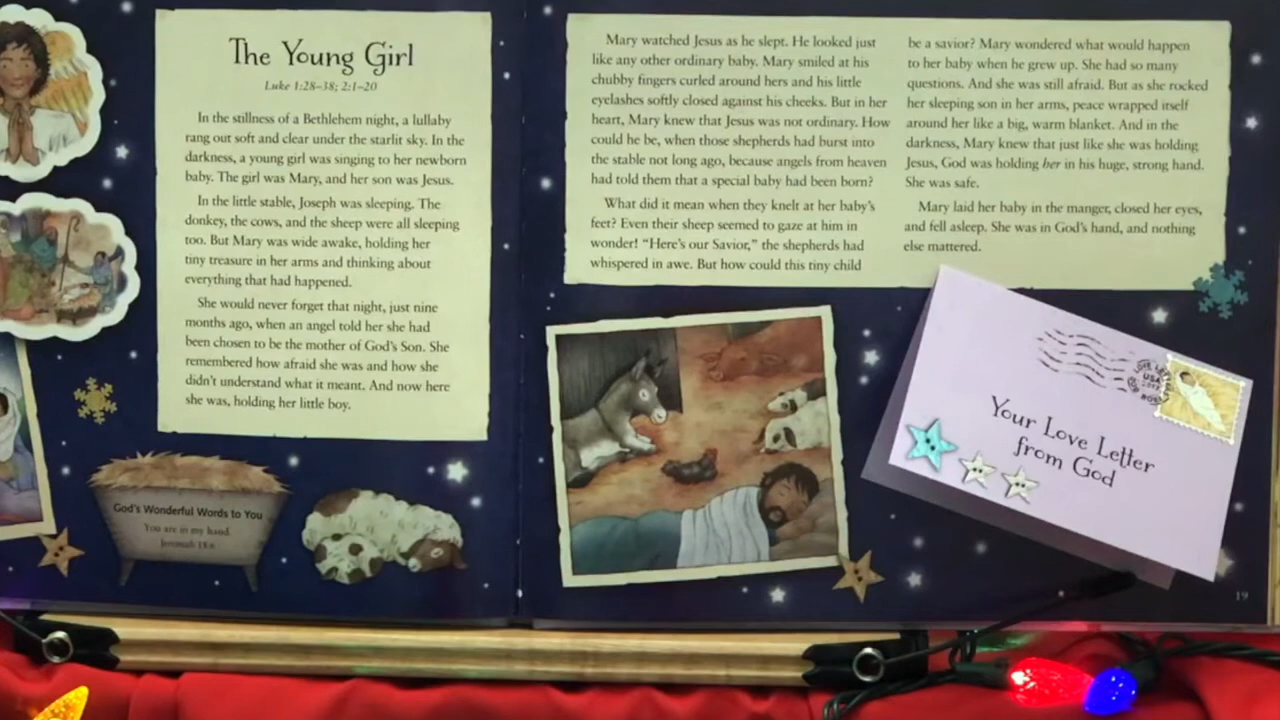 The Young Girl
Luke 1:28–38; 2:1–20
In the stillness of a Bethlehem night, a lullaby
rang out soft and clear under the starlit sky. In the
darkness, a young girl was singing to her newborn
baby. The girl was Mary, and her son was Jesus.
In the little stable, Joseph was sleeping. The
donkey, the cows, and the sheep were all sleeping
too. But Mary was wide awake, holding her
tiny treasure in her arms and thinking about
everything that had happened.
She would never forget that night, just nine
months ago, when an angel told her she had
been chosen to be the mother of God's Son. She
remembered how afraid she was and how she
didn't understand what it meant. And now here
she was, holding her little boy.
God's Wonderful Words to You
You are in my hand.
Jeremiah 18:6
Mary watched Jesus as he slept. He looked just
like any other ordinary baby. Mary smiled at his
chubby fingers curled around hers and his little
eyelashes softly closed against his cheeks. But in her
heart, Mary knew that Jesus was not ordinary. How
could he be, when those shepherds had burst into
the stable not long ago, because angels from heaven
had told them that a special baby had been born?
What did it mean when they knelt at her baby's
feet? Even their sheep seemed to gaze at him in
wonder! "Here's our Savior," the shepherds had
whispered in awe. But how could this tiny child
be a savior? Mary wondered what would happen
to her baby when he grew up. She had so many
questions. And she was still afraid. But as she rocked
her sleeping son in her arms, peace wrapped itself
around her like a big, warm blanket. And in the
darkness, Mary knew that just like she was holding
Jesus, God was holding her in his huge, strong hand.
She was safe.
Mary laid her baby in the manger, closed her eyes,
and fell asleep. She was in God's hand, and nothing
else mattered.
USA
Your Love Letter
from God
19